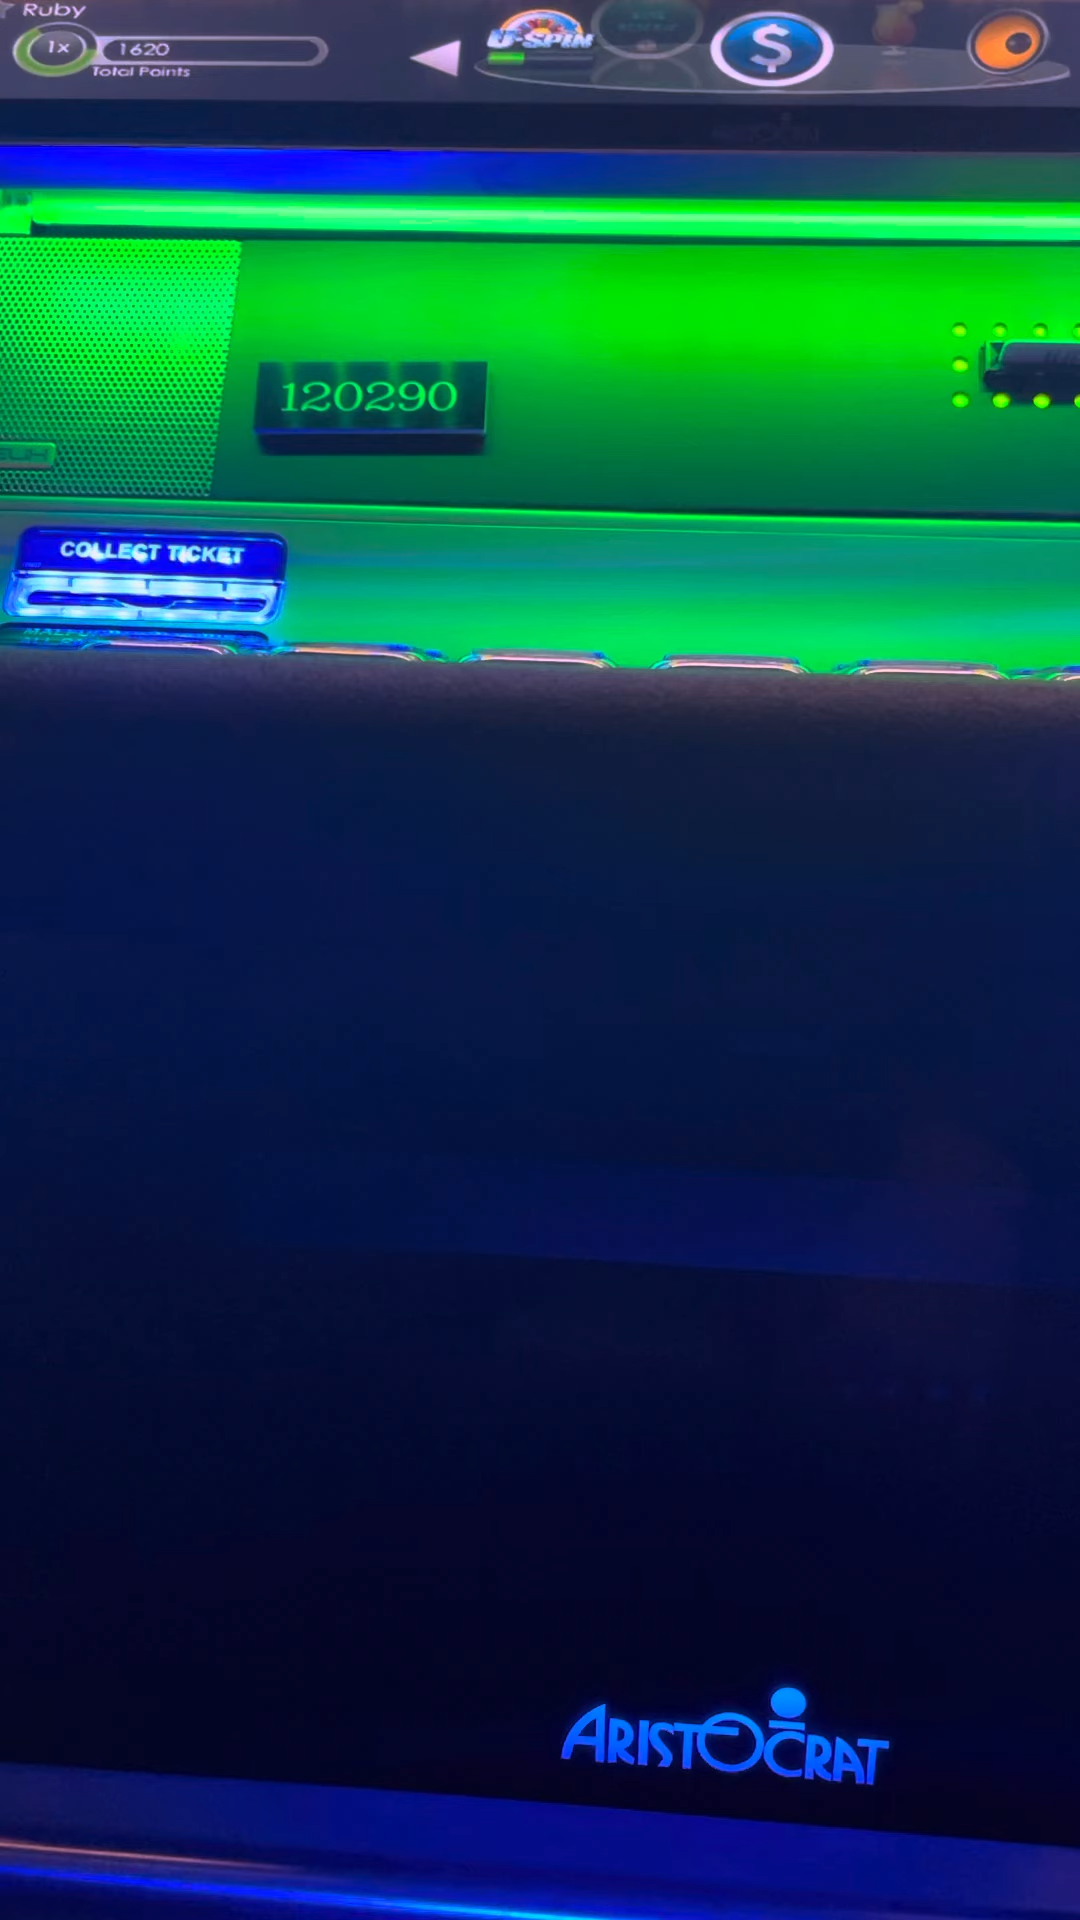 Ruby
1x
1620
Total Points
U-SPIN
$
120290
COLLECT TICKET
ARISTOCRAT